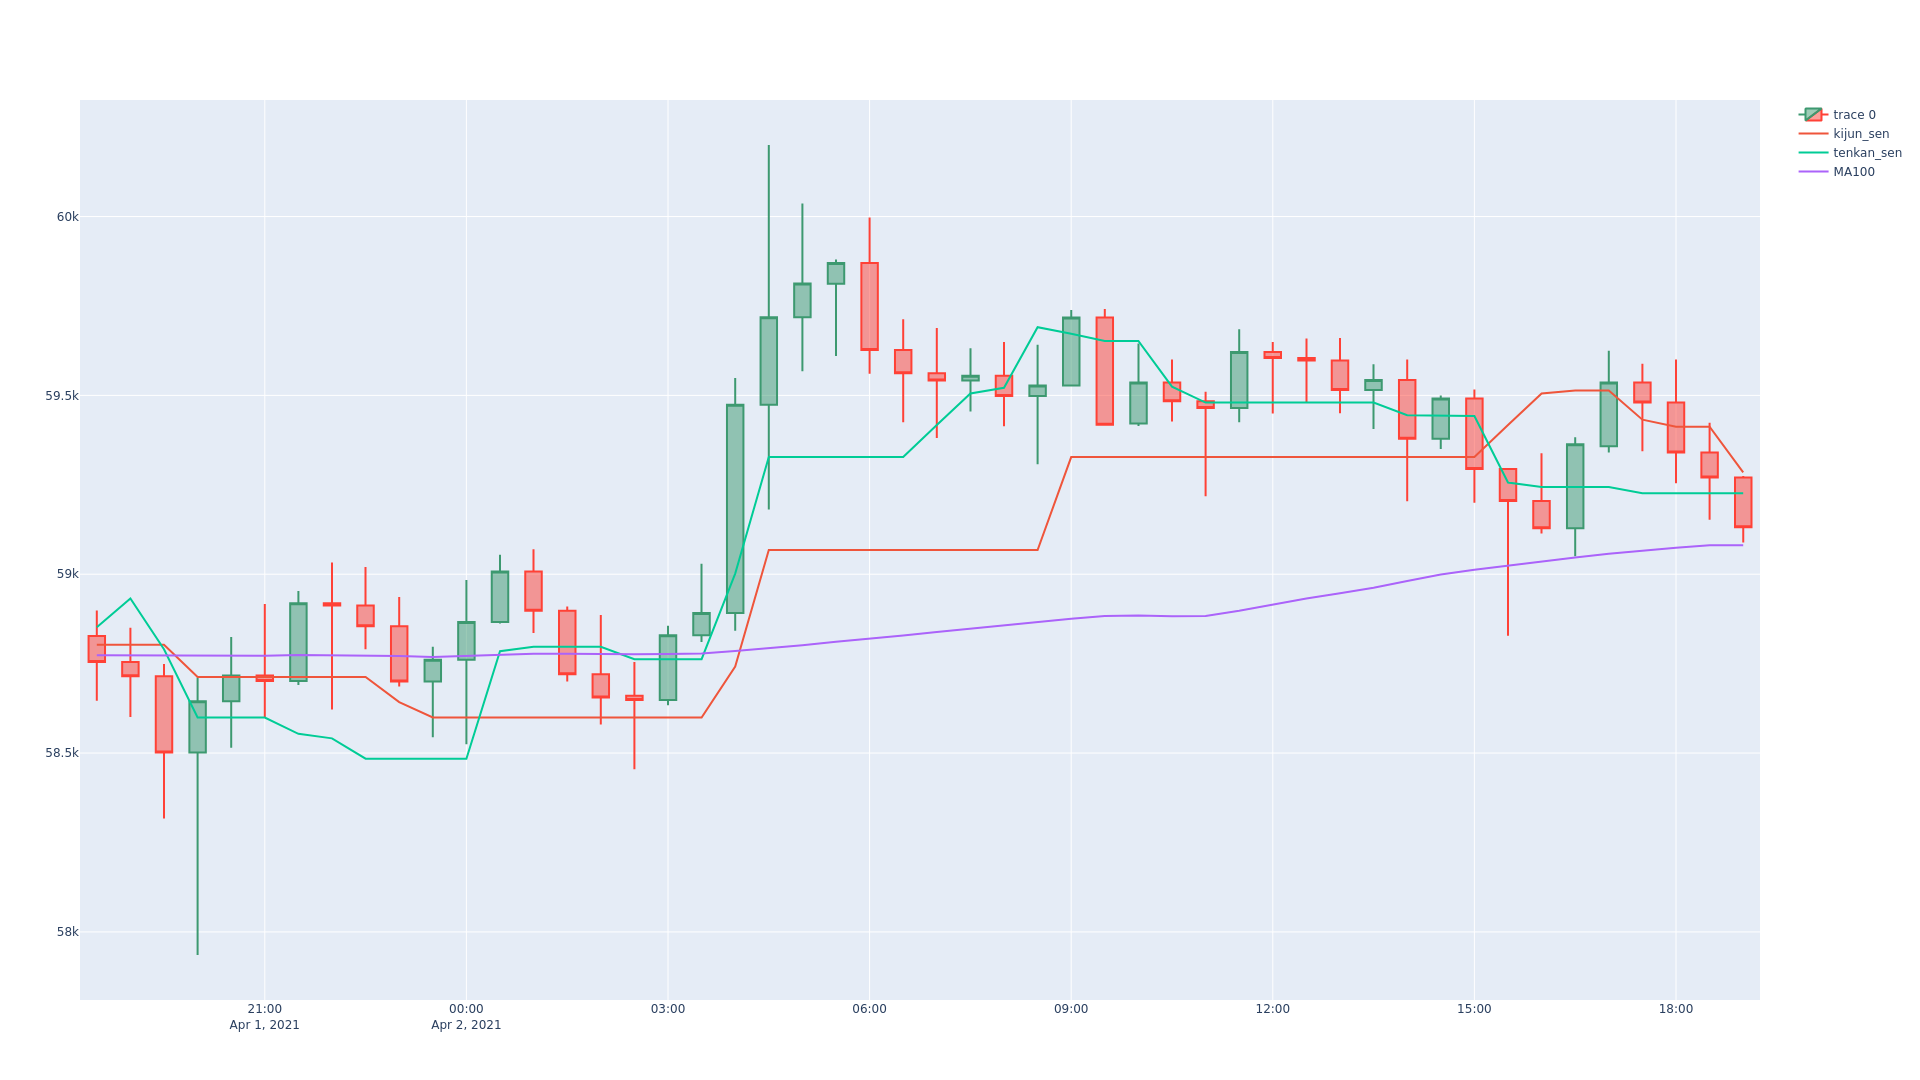 trace 0
kijun_sen
tenkan_sen
MA100
60k
59.5k
59k
58.5k
58k
21:00 00:00 03:00 06:00 09:00 12:00 15:00 18:00
Apr 1, 2021 Apr 2, 2021